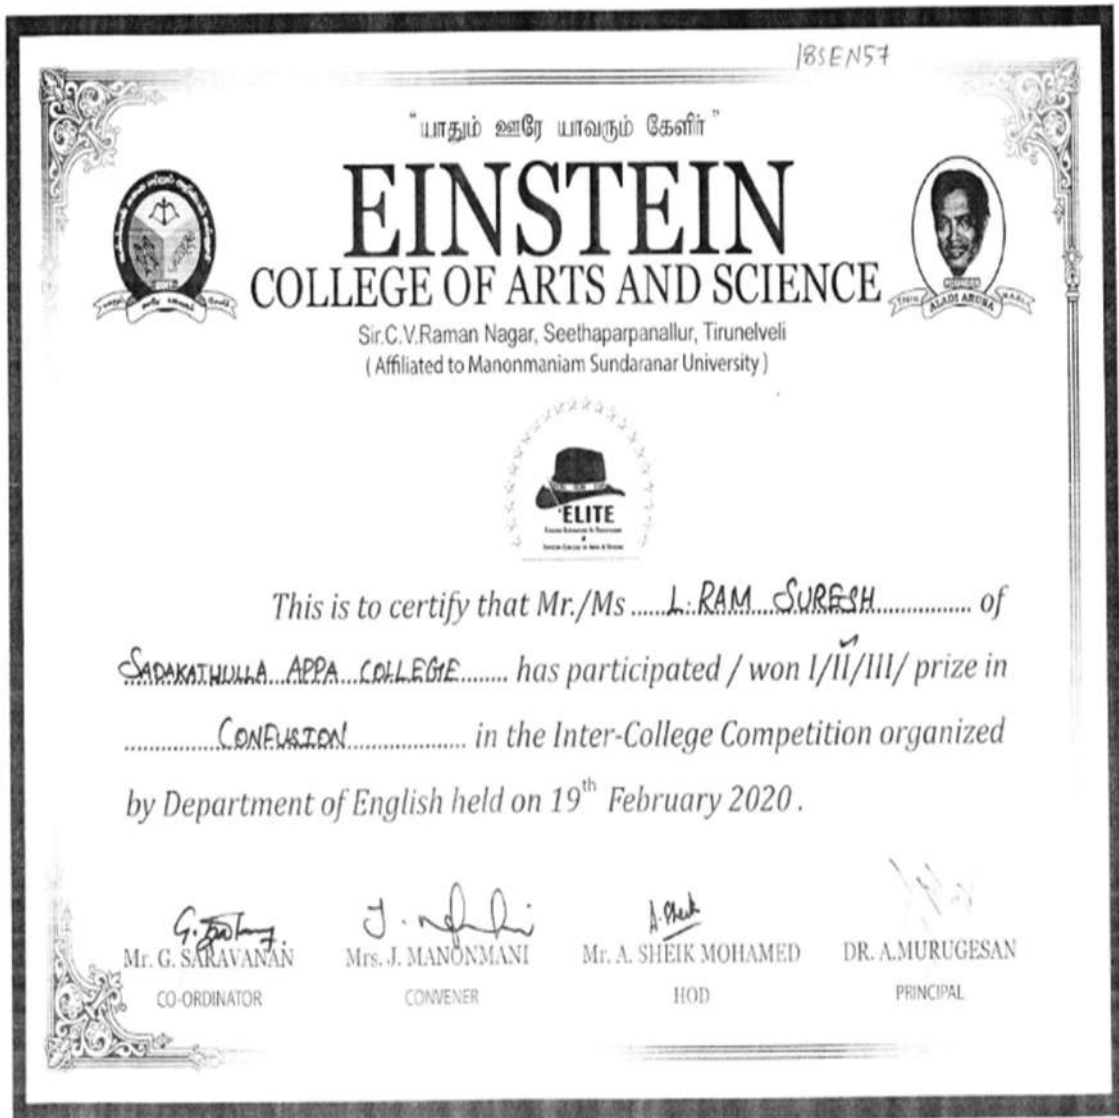 18SEN57
"யாதும் ஊரே யாவரும் கேளிர்"
EINSTEIN
COLLEGE OF ARTS AND SCIENCE
ALADI ARUNA
Sir.C.V.Raman Nagar, Seethaparpanallur, Tirunelveli
( Affiliated to Manonmaniam Sundaranar University )
ELITE
This is to certify that Mr./Ms ......L. RAM SURESH................ of
SADAKATHULLA APPA COLLEGE........ has participated / won I/II/III/ prize in
................CONFUSION................... in the Inter-College Competition organized
by Department of English held on 19th February 2020 .
Mr. G. SARAVANAN Mrs. J. MANONMANI Mr. A. SHEIK MOHAMED DR. A.MURUGESAN
CO-ORDINATOR CONVENER HOD PRINCIPAL